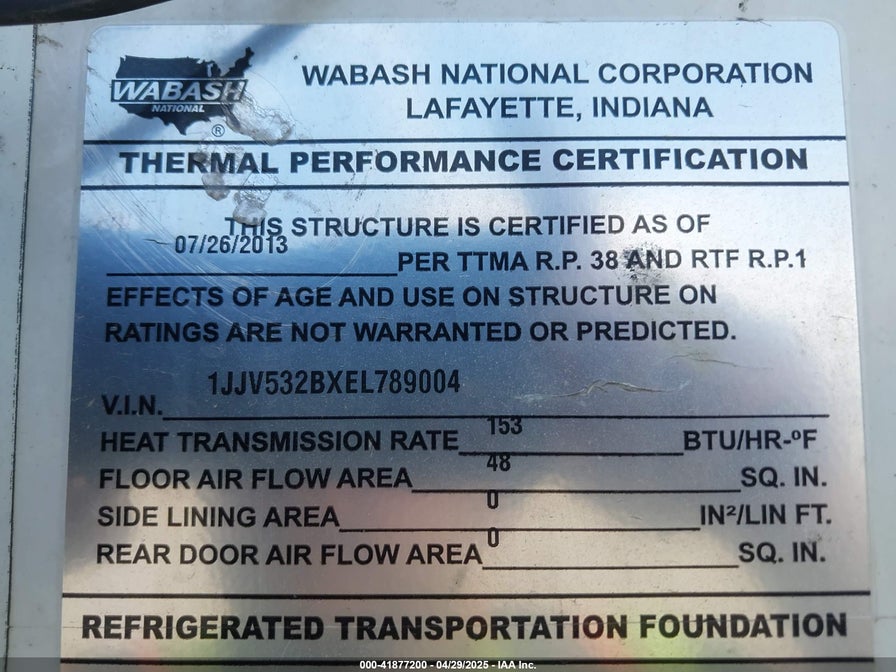 WABASH
NATIONAL
®
WABASH NATIONAL CORPORATION
LAFAYETTE, INDIANA
THERMAL PERFORMANCE CERTIFICATION
THIS STRUCTURE IS CERTIFIED AS OF
07/26/2013 PER TTMA R.P. 38 AND RTF R.P.1
EFFECTS OF AGE AND USE ON STRUCTURE ON
RATINGS ARE NOT WARRANTED OR PREDICTED.
V.I.N. 1JJV532BXEL789004
HEAT TRANSMISSION RATE 153 BTU/HR-ºF
FLOOR AIR FLOW AREA 48 SQ. IN.
SIDE LINING AREA 0 IN²/LIN FT.
REAR DOOR AIR FLOW AREA 0 SQ. IN.
REFRIGERATED TRANSPORTATION FOUNDATION
000-41877200 - 04/29/2025 - IAA Inc.